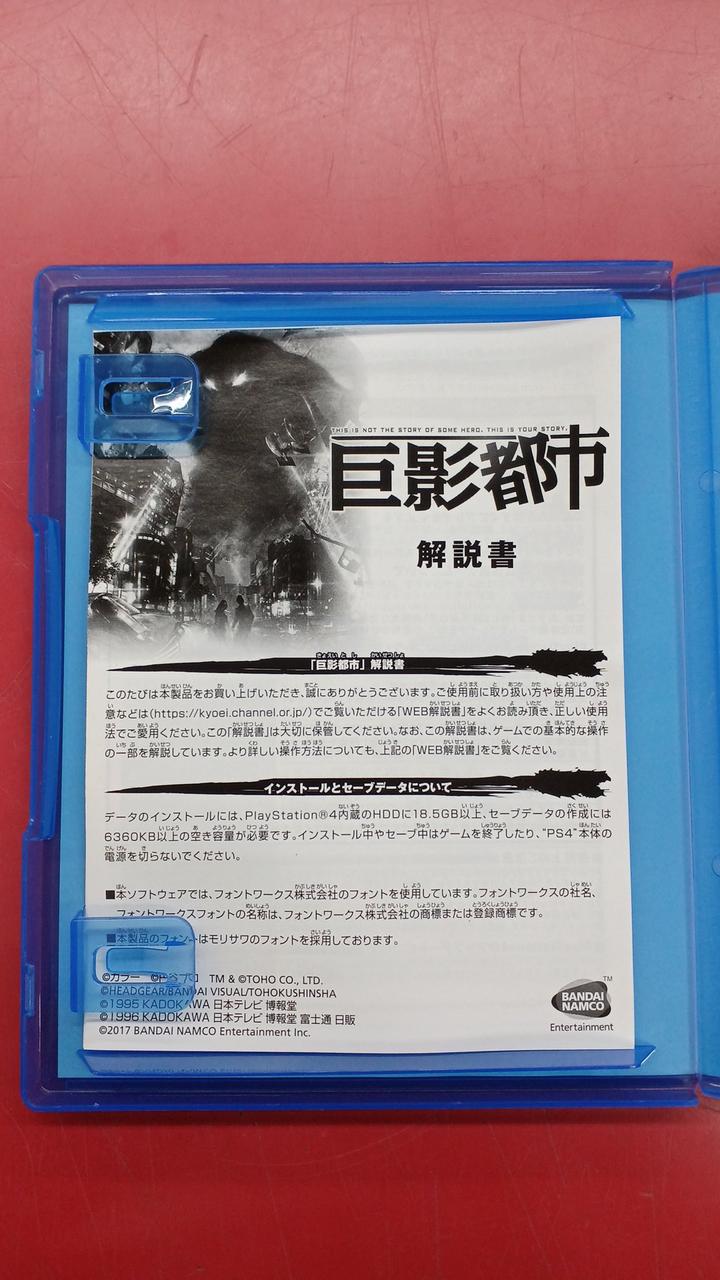 THIS IS NOT THE STORY OF SOME HERO. THIS IS YOUR STORY.
巨影都市
解説書
「巨影都市」解説書
このたびは本製品をお買い上げいただき、誠にありがとうございます。ご使用前に取り扱い方や使用上の注
意などは(https://kyoei.channel.or.jp/)でご覧いただける「WEB解説書」をよくお読み頂き、正しい使用
法でご愛用ください。この「解説書」は大切に保管してください。なお、この解説書は、ゲームでの基本的な操作
の一部を解説しています。より詳しい操作方法についても、上記の「WEB解説書」をご覧ください。
インストールとセーブデータについて
データのインストールには、PlayStation®4内蔵のHDDに18.5GB以上、セーブデータの作成には
6360KB以上の空き容量が必要です。インストール中やセーブ中はゲームを終了したり、“PS4”本体の
電源を切らないでください。
■本ソフトウェアでは、フォントワークス株式会社のフォントを使用しています。フォントワークスの社名、
フォントワークスフォントの名称は、フォントワークス株式会社の商標または登録商標です。
■本製品のフォントはモリサワのフォントを採用しております。
©カラー ©円谷プロ TM & ©TOHO CO., LTD.
©HEADGEAR/BANDAI VISUAL/TOHOKUSHINSHA
©1995 KADOKAWA 日本テレビ 博報堂
©1996 KADOKAWA 日本テレビ 博報堂 富士通 日販
©2017 BANDAI NAMCO Entertainment Inc.
BANDAI
NAMCO
TM
Entertainment